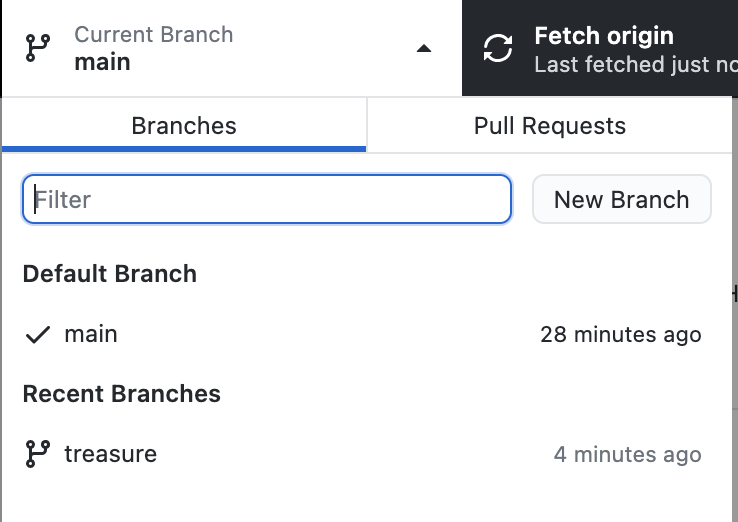 Current Branch
main
Fetch origin
Last fetched just
Branches
Pull Requests
Filter
New Branch
Default Branch
main
28 minutes ago
Recent Branches
treasure
4 minutes ago